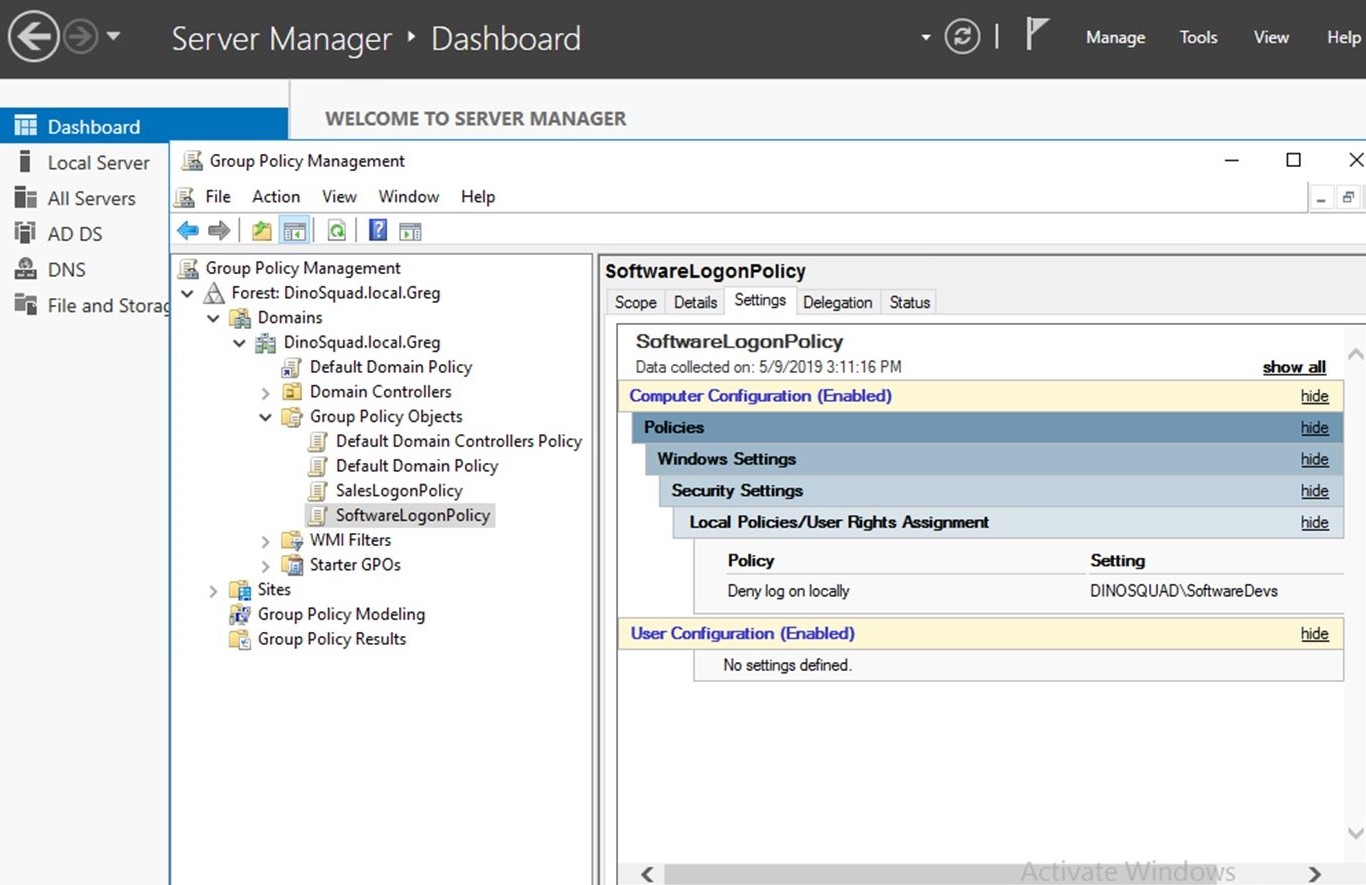 Server Manager ‣ Dashboard
Manage Tools View Help
Dashboard
Local Server
All Servers
AD DS
DNS
File and Storag
WELCOME TO SERVER MANAGER
Group Policy Management
File Action View Window Help
Group Policy Management
Forest: DinoSquad.local.Greg
Domains
DinoSquad.local.Greg
Default Domain Policy
Domain Controllers
Group Policy Objects
Default Domain Controllers Policy
Default Domain Policy
SalesLogonPolicy
SoftwareLogonPolicy
WMI Filters
Starter GPOs
Sites
Group Policy Modeling
Group Policy Results
SoftwareLogonPolicy
Scope Details Settings Delegation Status
SoftwareLogonPolicy
Data collected on: 5/9/2019 3:11:16 PM
show all
Computer Configuration (Enabled) hide
Policies hide
Windows Settings hide
Security Settings hide
Local Policies/User Rights Assignment hide
Policy Setting
Deny log on locally DINOSQUAD\SoftwareDevs
User Configuration (Enabled) hide
No settings defined.
Activate Windows